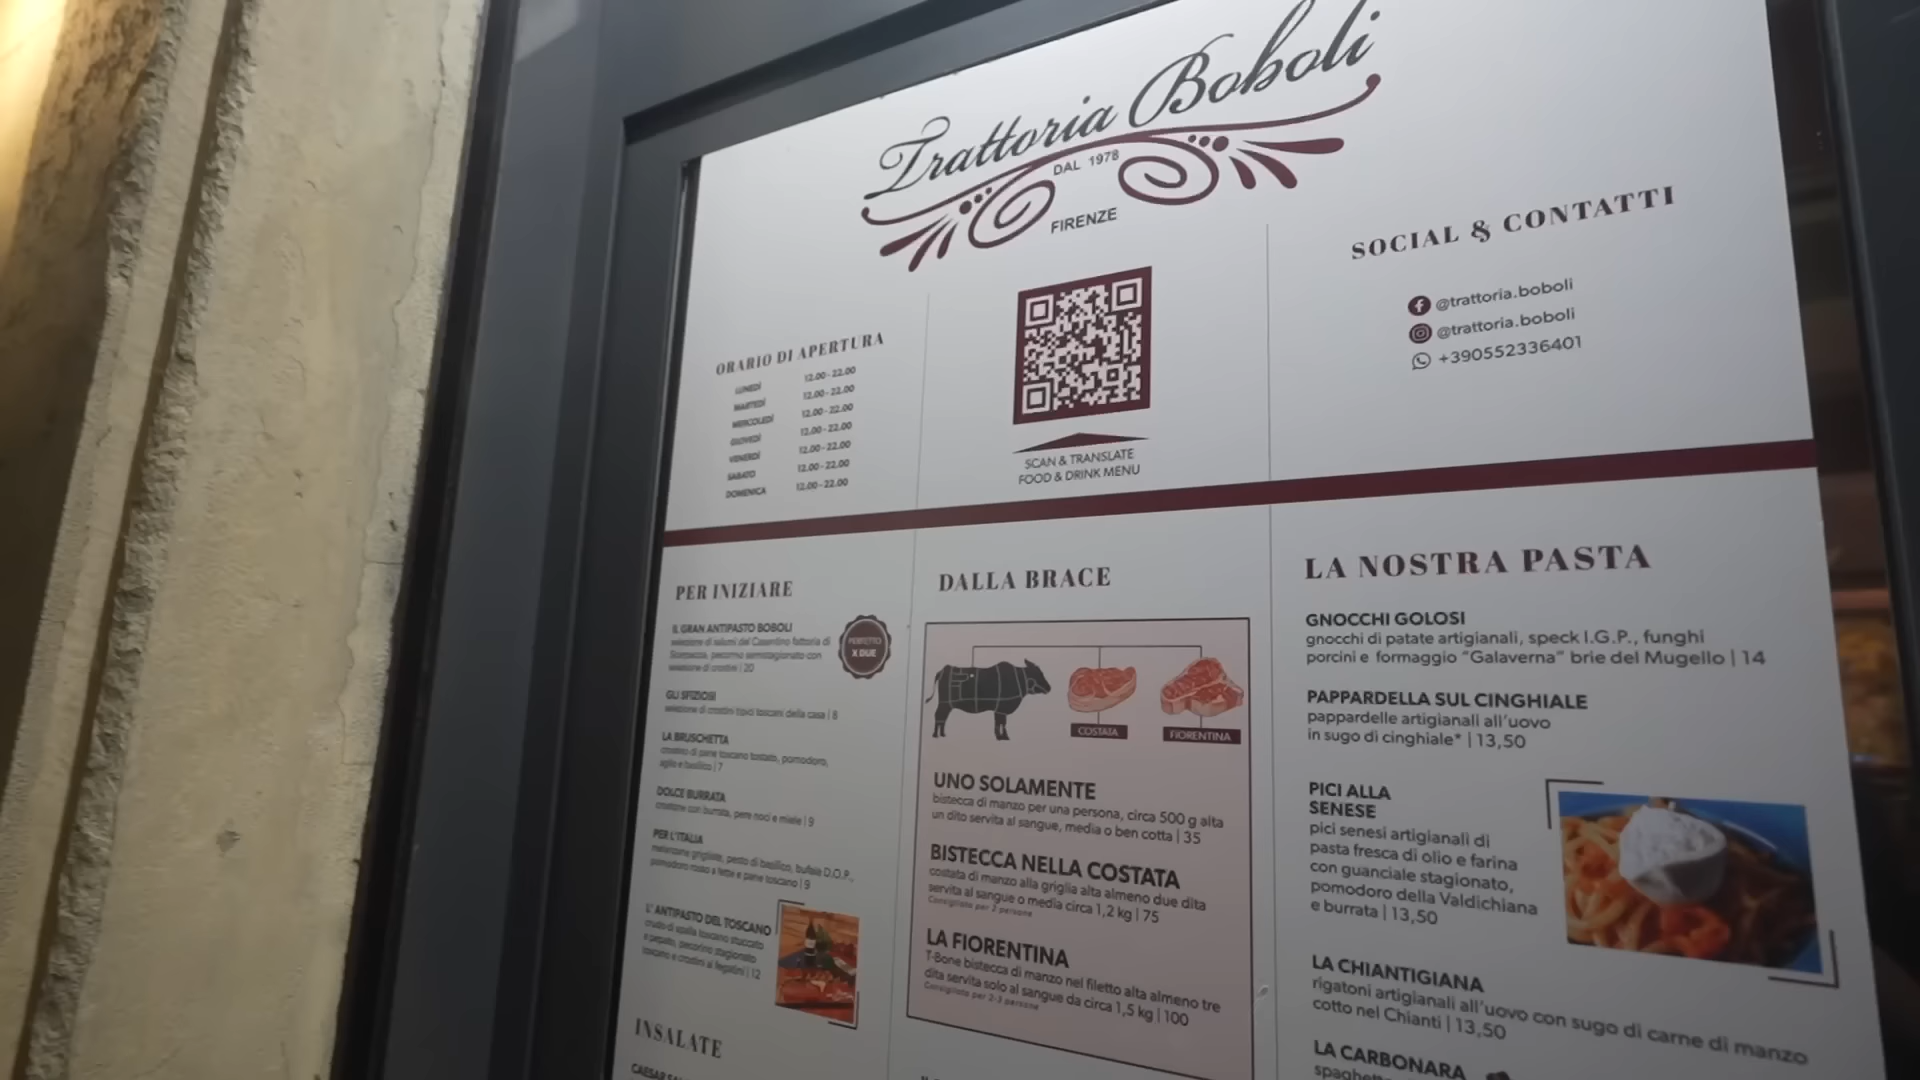 Trattoria Boboli
DAL 1978
FIRENZE
ORARIO DI APERTURA
LUNEDÌ 12.00-22.00
MARTEDÌ 12.00-22.00
MERCOLEDÌ 12.00-22.00
GIOVEDÌ 12.00-22.00
VENERDÌ 12.00-22.00
SABATO 12.00-22.00
DOMENICA 12.00-22.00
SCAN & TRANSLATE
FOOD & DRINK MENU
SOCIAL & CONTATTI
@trattoria.boboli
@trattoria.boboli
+390552336401
PER INIZIARE
IL GRAN ANTIPASTO BOBOLI
selezione di salumi del Casentino fattoria di
pecorino semistagionato con
selezione di crostini | 20
PERFETTO
X DUE
GLI SFIZIOSI
selezione di crostini tipici toscani della casa | 8
LA BRUSCHETTA
crostino di pane toscano tostato, pomodoro,
aglio e basilico | 7
DOLCE BURRATA
crostone con burrata, pere noci e miele | 9
PER L'ITALIA
melanzane grigliate, pesto di basilico, bufala D.O.P.,
pomodoro rosso a fette e pane toscano | 9
L' ANTIPASTO DEL TOSCANO
crudo di spalla toscano stuccato
e pepato, pecorino stagionato
toscano e crostini ai fegatini | 12
INSALATE
DALLA BRACE
COSTATA
FIORENTINA
UNO SOLAMENTE
bistecca di manzo per una persona, circa 500 g alta
un dito servita al sangue, media o ben cotta | 35
BISTECCA NELLA COSTATA
costata di manzo alla griglia alta almeno due dita
servita al sangue o media circa 1,2 kg | 75
Consigliata per 2 persone
LA FIORENTINA
T-Bone bistecca di manzo nel filetto alta almeno tre
dita servita solo al sangue da circa 1,5 kg | 100
Consigliata per 2-3 persone
LA NOSTRA PASTA
GNOCCHI GOLOSI
gnocchi di patate artigianali, speck I.G.P., funghi
porcini e formaggio "Galaverna" brie del Mugello | 14
PAPPARDELLA SUL CINGHIALE
pappardelle artigianali all'uovo
in sugo di cinghiale* | 13,50
PICI ALLA
SENESE
pici senesi artigianali di
pasta fresca di olio e farina
con guanciale stagionato,
pomodoro della Valdichiana
e burrata | 13,50
LA CHIANTIGIANA
rigatoni artigianali all'uovo con sugo di carne di manzo
cotto nel Chianti | 13,50
LA CARBONARA